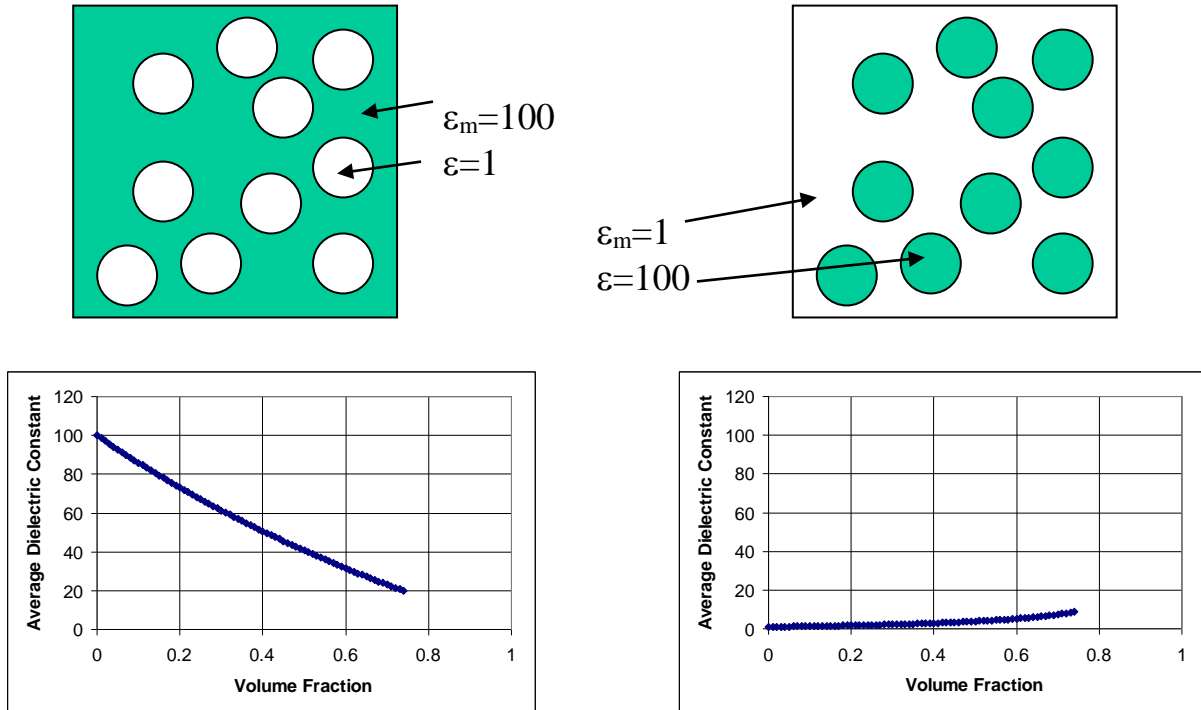 εm=100
ε=1
εm=1
ε=100
Average Dielectric Constant
120
100
80
60
40
20
0
0 0.2 0.4 0.6 0.8 1
Volume Fraction
Average Dielectric Constant
120
100
80
60
40
20
0
0 0.2 0.4 0.6 0.8 1
Volume Fraction